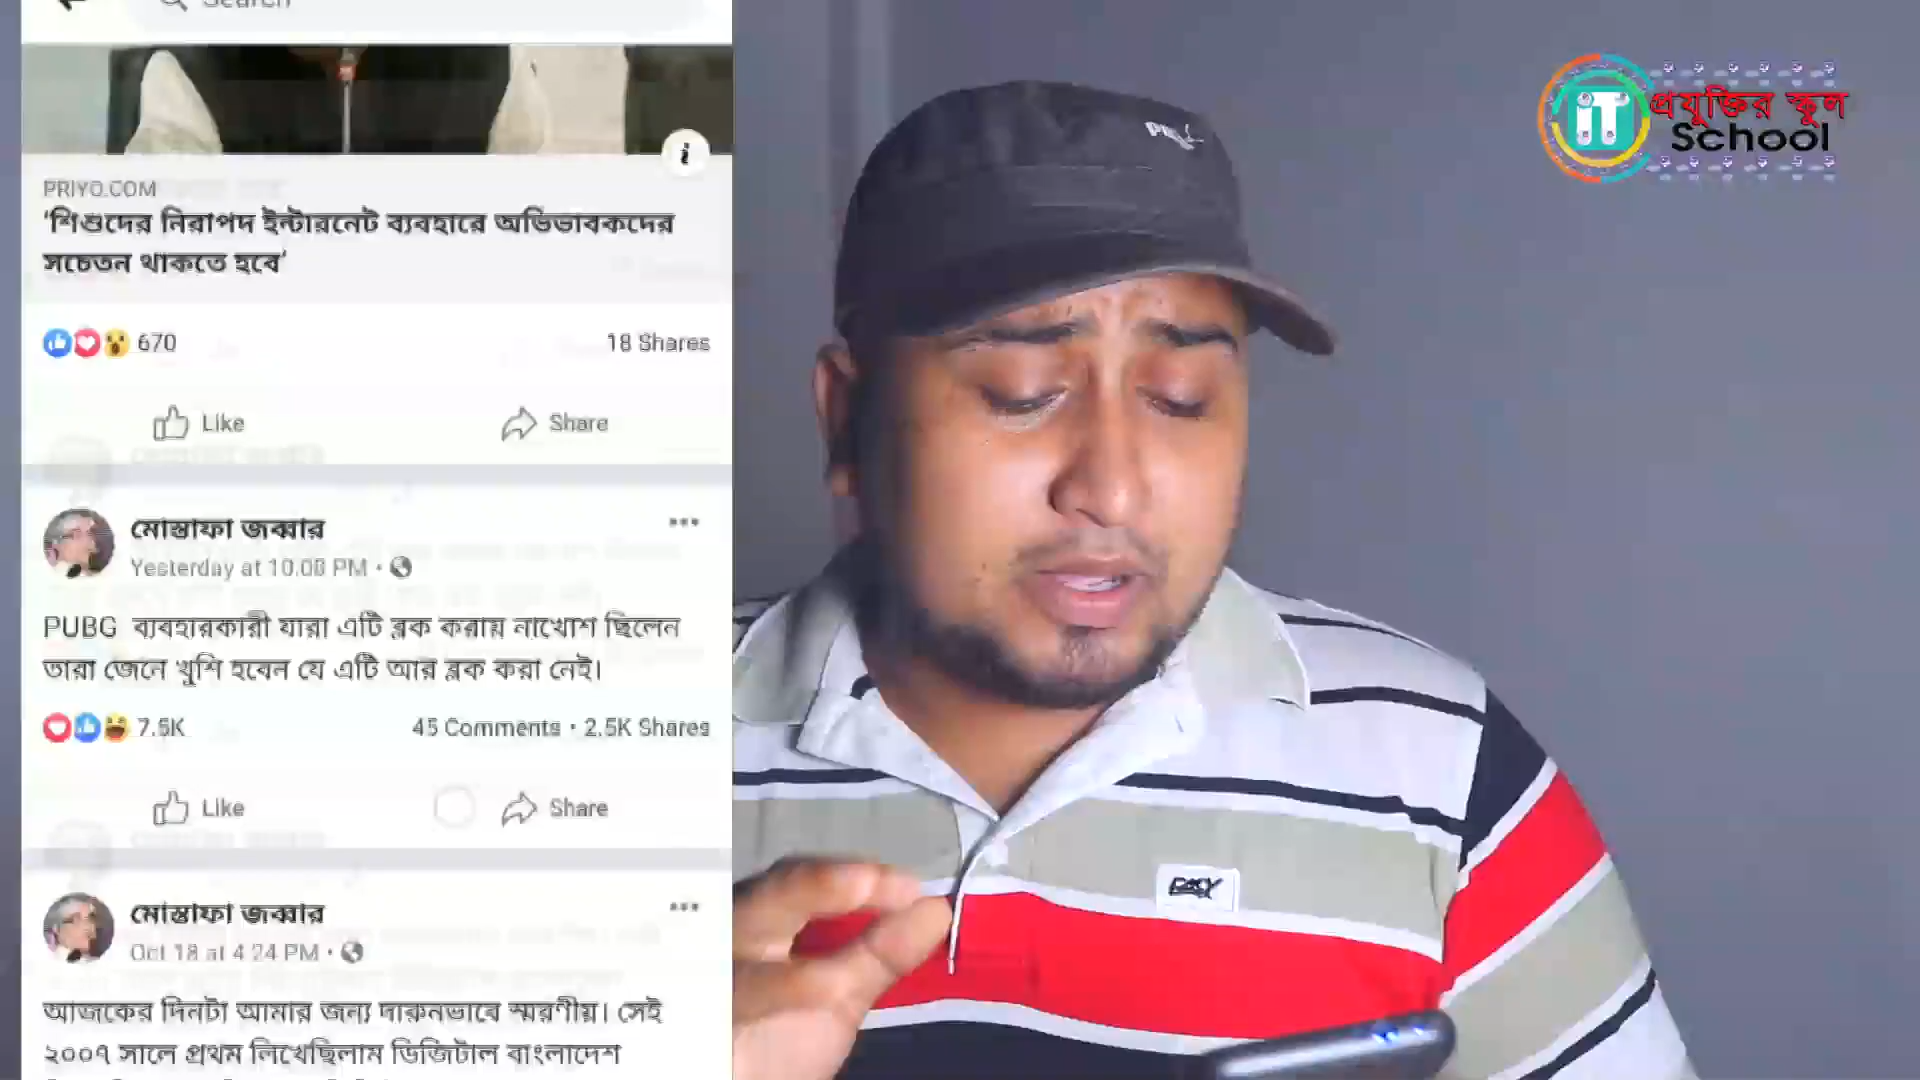 Search
PRIYO.COM
'শিশুদের নিরাপদ ইন্টারনেট ব্যবহারে অভিভাবকদের
সচেতন থাকতে হবে'
670
18 Shares
Like
Share
মোস্তাফা জব্বার
Yesterday at 10:00 PM
PUBG ব্যবহারকারী যারা এটি ব্লক করায় নাখোশ ছিলেন
তারা জেনে খুশি হবেন যে এটি আর ব্লক করা নেই।
7.5K
45 Comments • 2.5K Shares
Like
Share
মোস্তাফা জব্বার
Oct 18 at 4:24 PM
আজকের দিনটা আমার জন্য দারুনভাবে স্মরণীয়। সেই
২০০৭ সালে প্রথম লিখেছিলাম ডিজিটাল বাংলাদেশ
iT প্রযুক্তির স্কুল
School
EASY